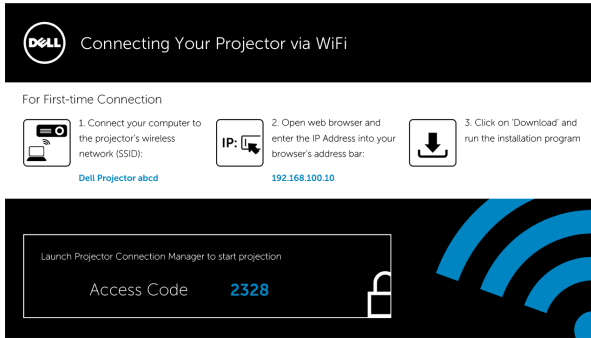 DELL
Connecting Your Projector via WiFi
For First-time Connection
1. Connect your computer to
the projector's wireless
network (SSID):
Dell Projector abcd
IP:
2. Open web browser and
enter the IP Address into your
browser's address bar:
192.168.100.10
3. Click on 'Download' and
run the installation program
Launch Projector Connection Manager to start projection
Access Code 2328